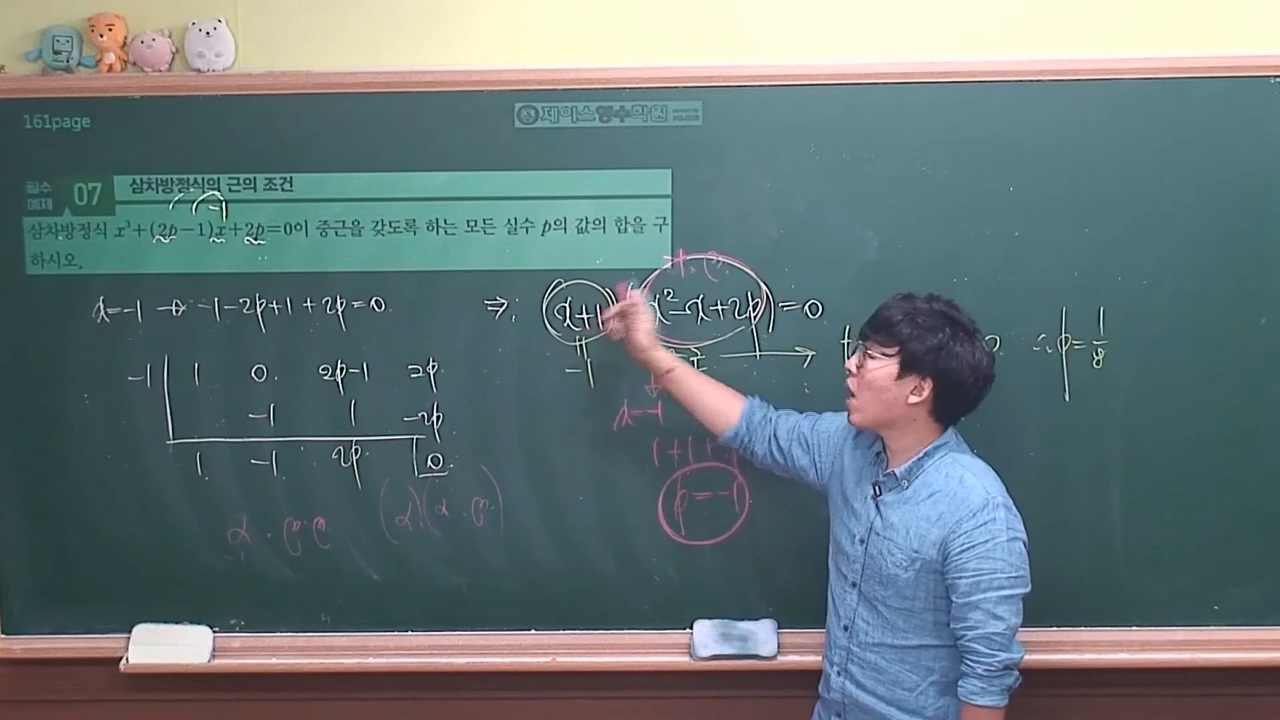 161page
제이스영수학원
필수 예제 07 삼차방정식의 근의 조건
-1
삼차방정식 x³+(2p-1)x+2p=0이 중근을 갖도록 하는 모든 실수 p의 값의 합을 구
하시오.
x=-1 → -1-2p+1+2p=0
⇒: (x+1)(x²-x+2p)=0
-1
∴ p=1/8
-1 1 0 2p-1 2p
-1 1 -2p
1 -1 2p 0
x=-1
1+1+
p=-1
α · β β (α)(α · β)